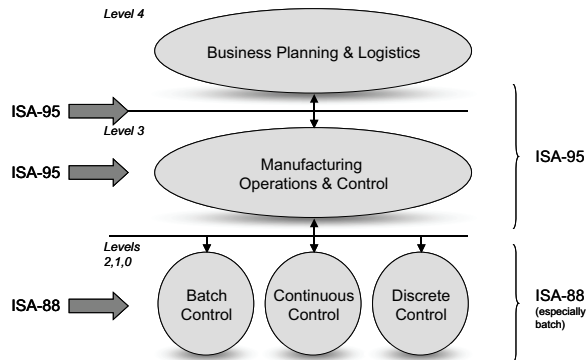 Level 4
Business Planning & Logistics
ISA-95
Level 3
ISA-95
Manufacturing
Operations & Control
ISA-95
Levels
2,1,0
ISA-88
Batch
Control
Continuous
Control
Discrete
Control
ISA-88
(especially
batch)